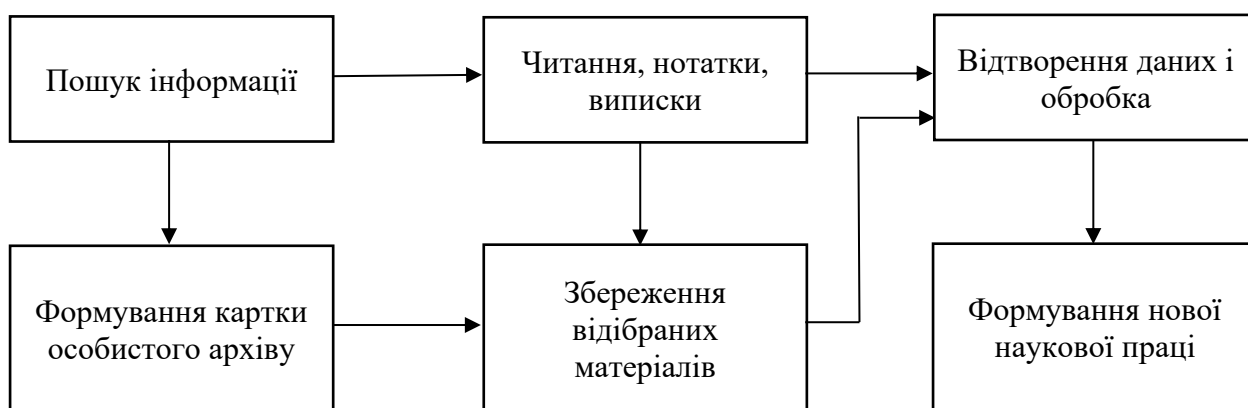 Пошук інформації
Читання, нотатки,
виписки
Відтворення даних і
обробка
Формування картки
особистого архіву
Збереження
відібраних
матеріалів
Формування нової
наукової праці